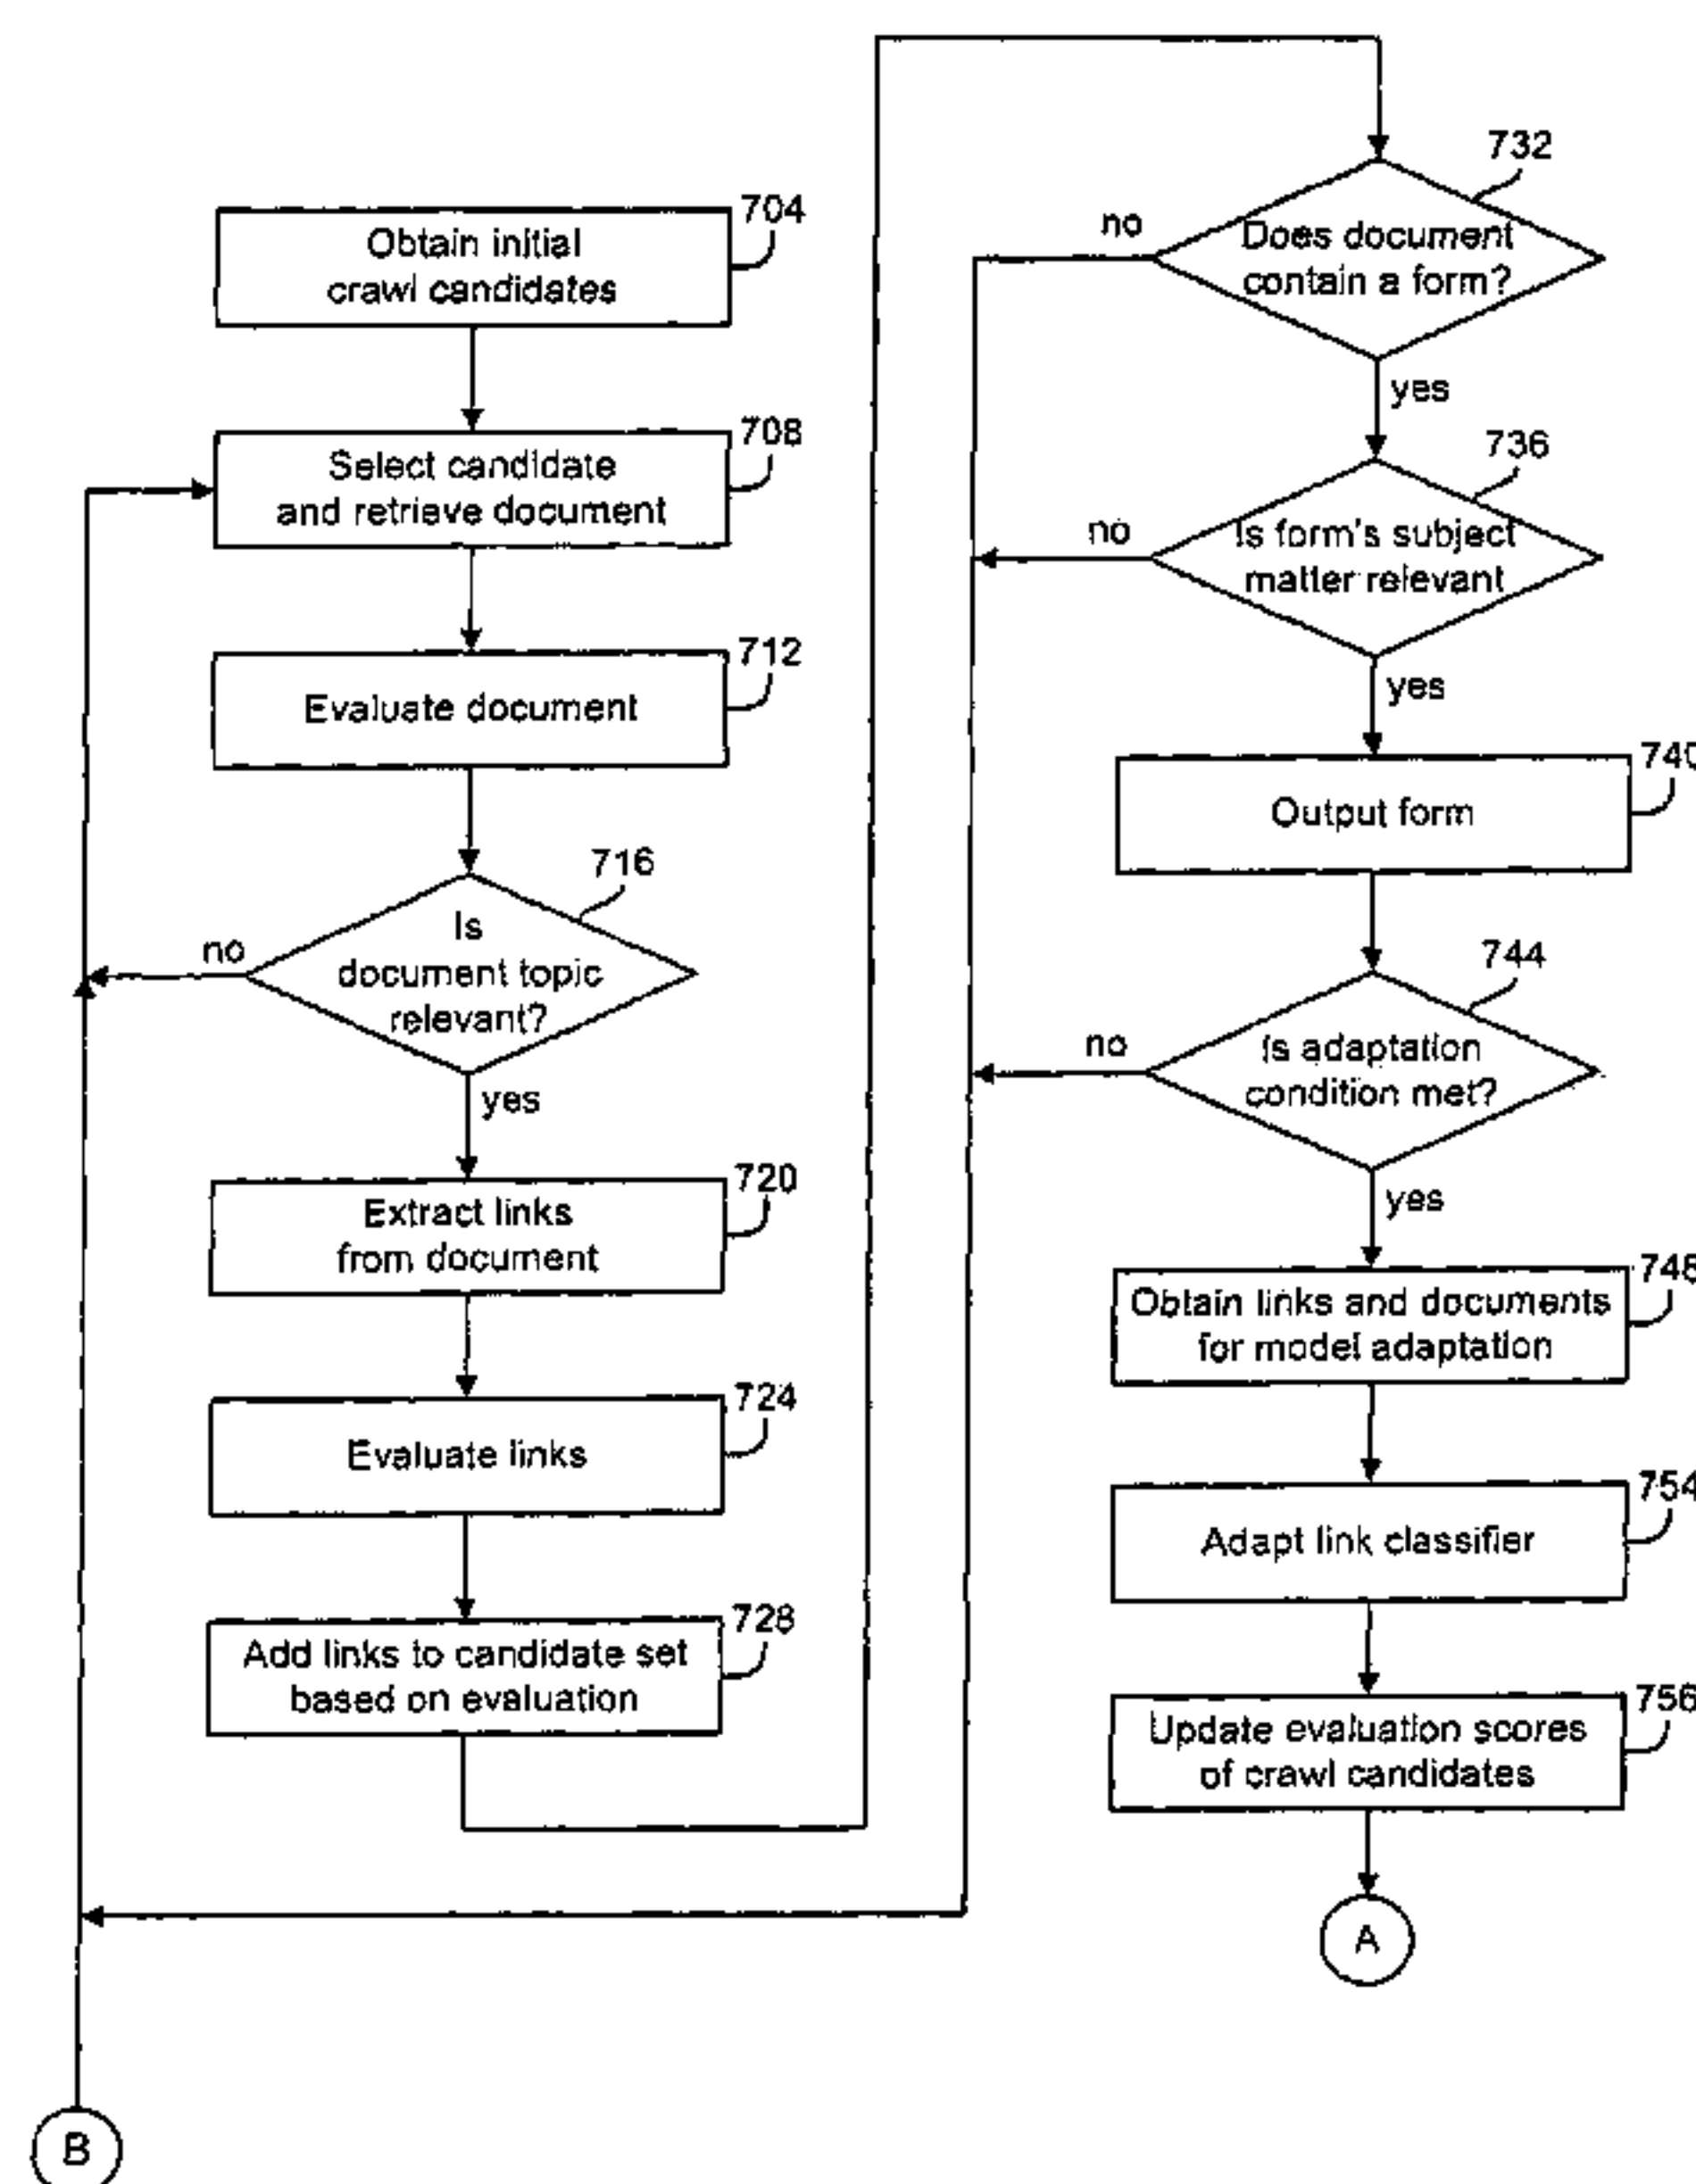 704
Obtain initial
crawl candidates
708
Select candidate
and retrieve document
712
Evaluate document
716
Is
document topic
relevant?
no
yes
720
Extract links
from document
724
Evaluate links
728
Add links to candidate set
based on evaluation
B
732
no
Does document
contain a form?
yes
736
no
Is form's subject
matter relevant
yes
740
Output form
744
no
Is adaptation
condition met?
yes
748
Obtain links and documents
for model adaptation
754
Adapt link classifier
756
Update evaluation scores
of crawl candidates
A